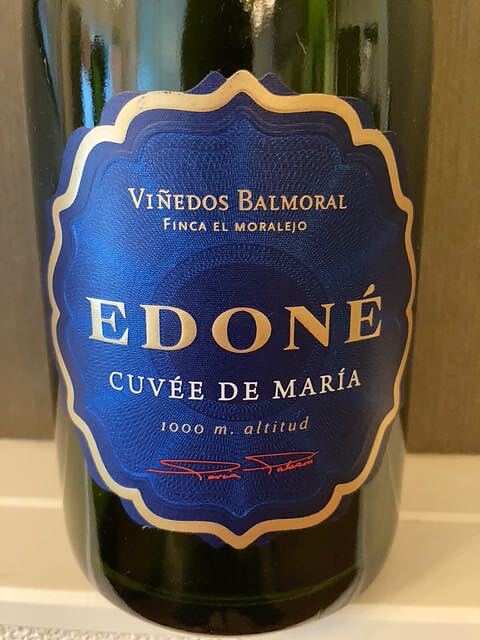 VIÑEDOS BALMORAL
FINCA EL MORALEJO
EDONÉ
CUVÉE DE MARÍA
1000 m. altitud